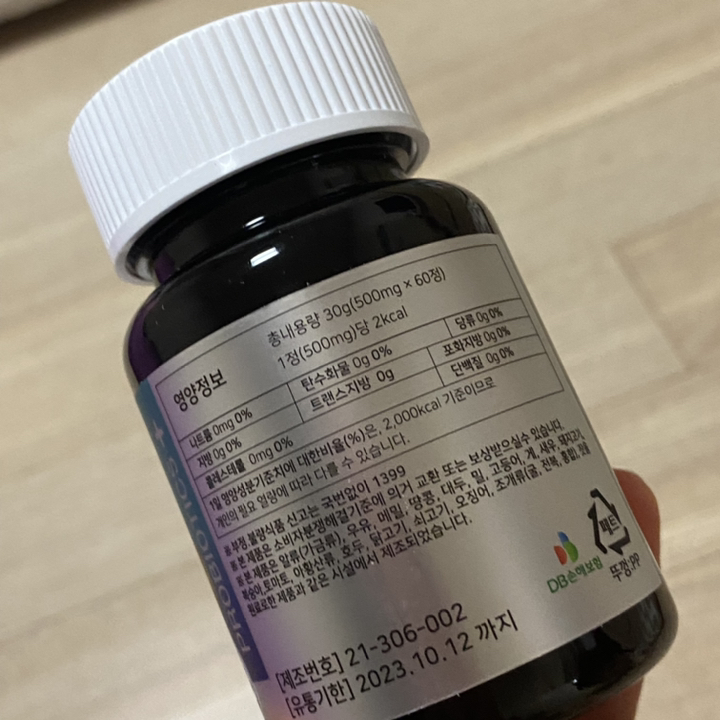 영양정보
총내용량 30g(500mg × 60정)
1정(500mg)당 2kcal
나트륨 0mg 0%
탄수화물 0g 0%
당류 0g 0%
지방 0g 0%
트랜스지방 0g
포화지방 0g 0%
콜레스테롤 0mg 0%
단백질 0g 0%
1일 영양성분기준치에 대한비율(%)은, 2,000kcal 기준이므로
개인의 필요 열량에 따라 다를 수 있습니다.
※ 부정,불량식품 신고는 국번없이 1399
※ 본 제품은 소비자분쟁해결기준에 의거 교환 또는 보상받으실수 있습니다.
※ 본 제품은 알류(가금류), 우유, 메밀, 땅콩, 대두, 밀, 고등어, 게, 새우, 돼지고기,
복숭아,토마토, 아황산류, 호두, 닭고기, 쇠고기, 오징어, 조개류(굴, 전복, 홍합), 잣을
원료로한 제품과 같은 시설에서 제조되었습니다.
DB손해보험
페트
뚜껑:PP
[제조번호] 21-306-002
[유통기한] 2023.10.12 까지
PROBIOTICS +